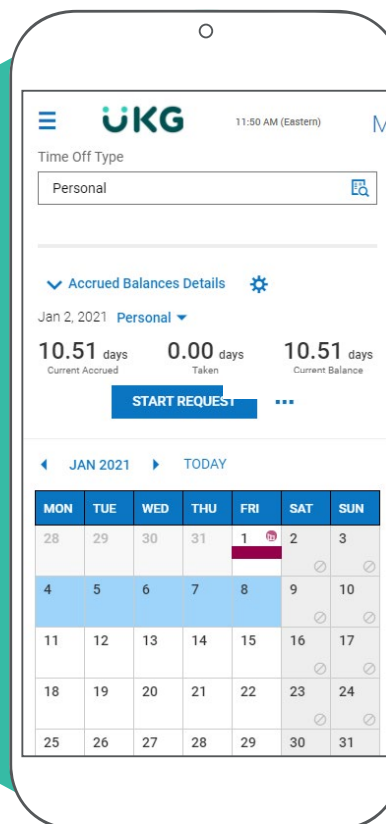 UKG 11:50 AM (Eastern)
Time Off Type
Personal
Accrued Balances Details
Jan 2, 2021 Personal
10.51 days 0.00 days 10.51 days
Current Accrued Taken Current Balance
START REQUEST
JAN 2021 TODAY
MON TUE WED THU FRI SAT SUN
28 29 30 31 1 2 3
4 5 6 7 8 9 10
11 12 13 14 15 16 17
18 19 20 21 22 23 24
25 26 27 28 29 30 31